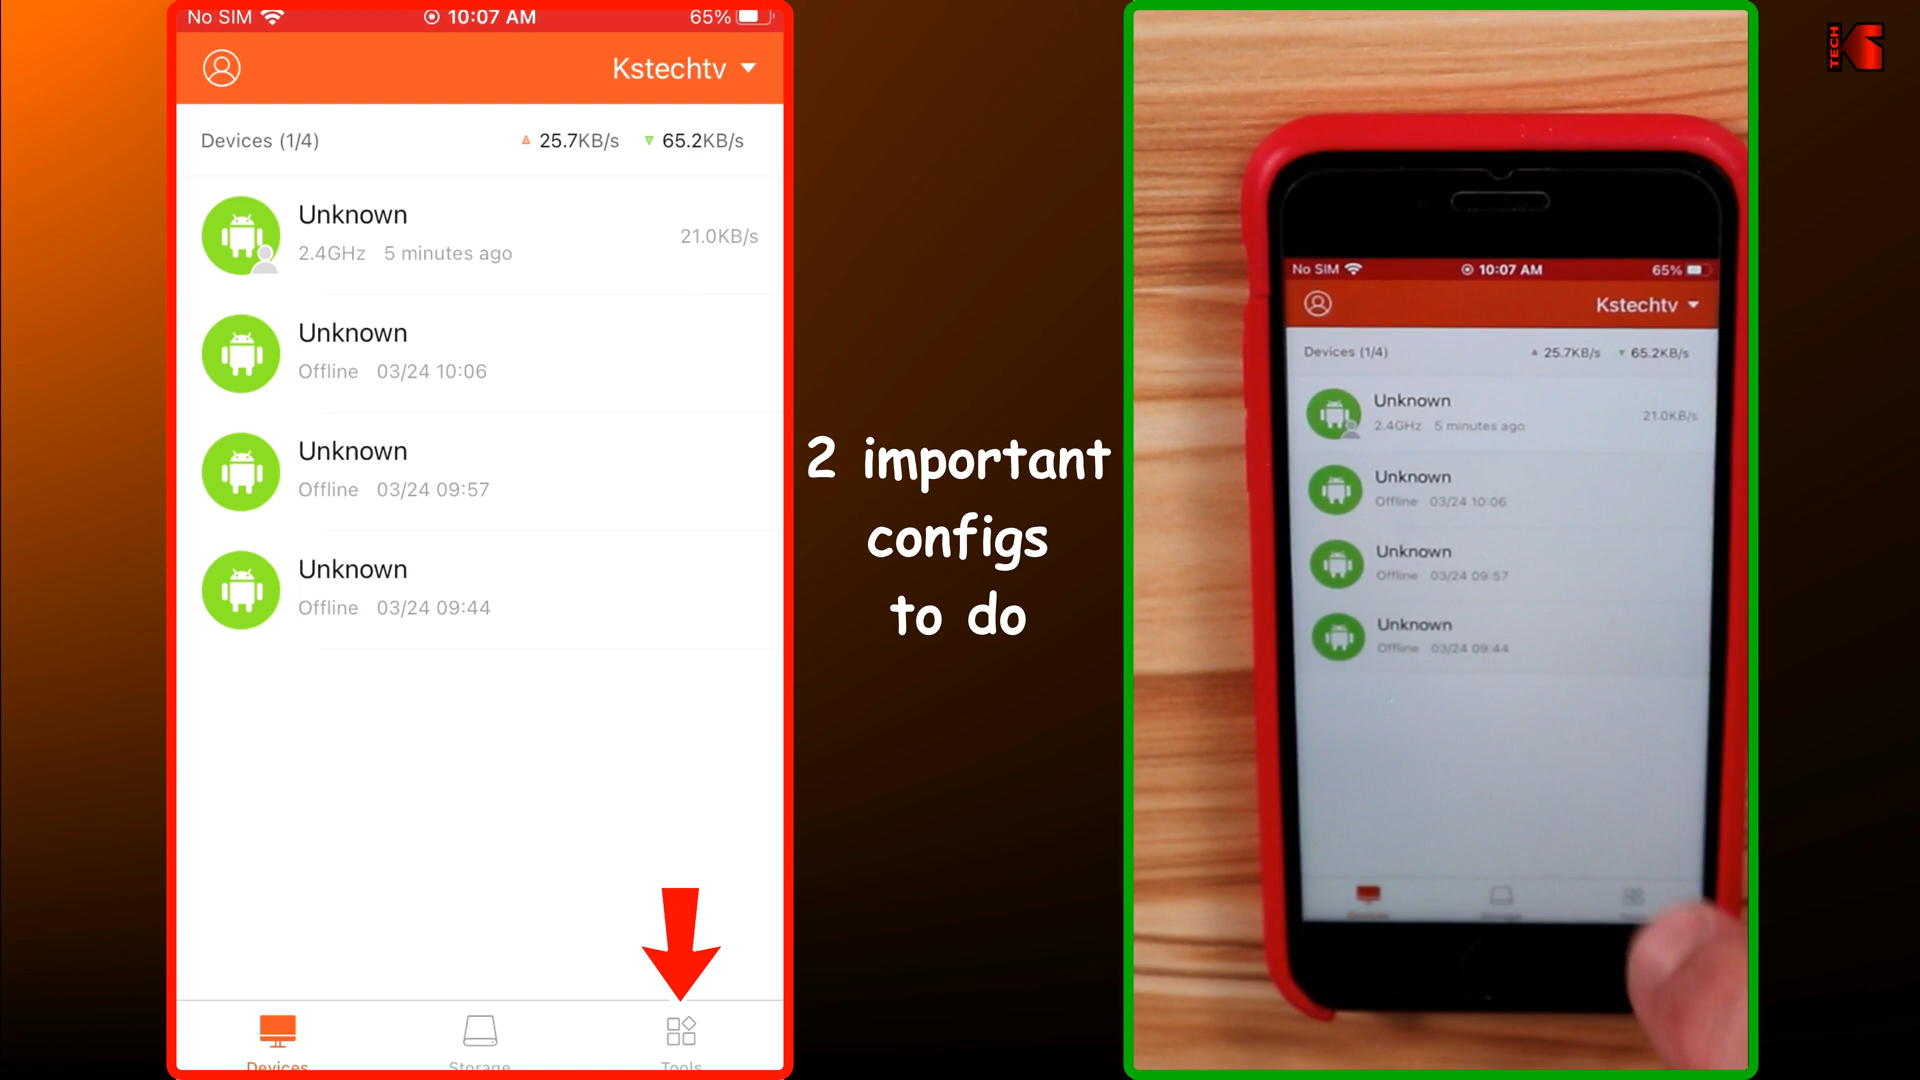 No SIM 10:07 AM 65%
Kstechtv
Devices (1/4) 25.7KB/s 65.2KB/s
Unknown
2.4GHz 5 minutes ago 21.0KB/s
Unknown
Offline 03/24 10:06
Unknown
Offline 03/24 09:57
Unknown
Offline 03/24 09:44
Devices Storage Tools
2 important
configs
to do
No SIM 10:07 AM 65%
Kstechtv
Devices (1/4) 25.7KB/s 65.2KB/s
Unknown
2.4GHz 5 minutes ago 21.0KB/s
Unknown
Offline 03/24 10:06
Unknown
Offline 03/24 09:57
Unknown
Offline 03/24 09:44
Devices Storage
K TECH